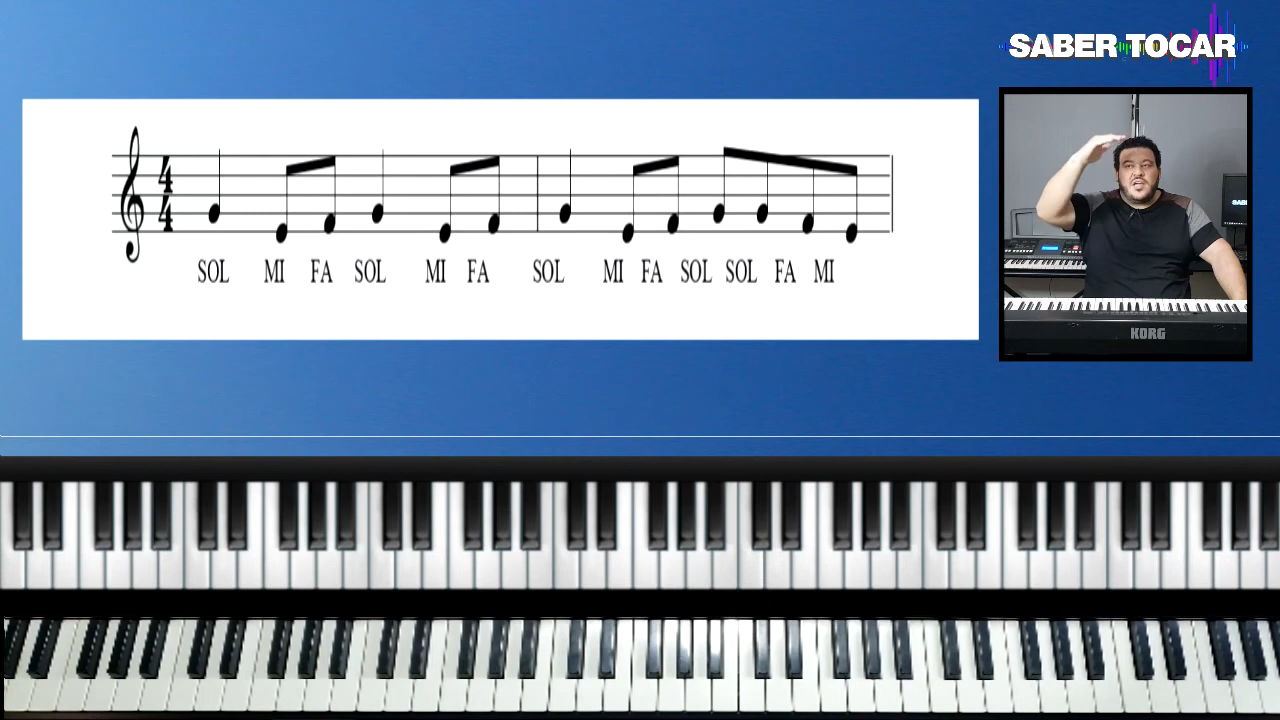 SABER TOCAR
4
4
SOL MI FA SOL MI FA SOL MI FA SOL SOL FA MI
KORG